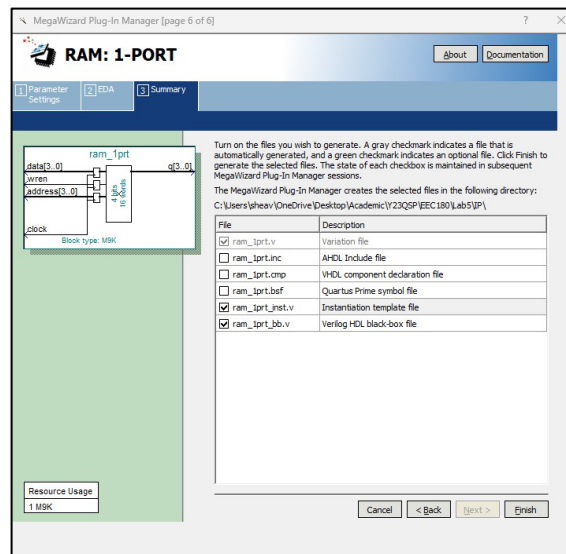 MegaWizard Plug-In Manager [page 6 of 6]
? X
RAM: 1-PORT
About
Documentation
1 Parameter Settings
2 EDA
3 Summary
ram_1prt
data[3..0]
q[3..0]
wren
address[3..0]
4 bits
16 words
clock
Block type: M9K
Turn on the files you wish to generate. A gray checkmark indicates a file that is
automatically generated, and a green checkmark indicates an optional file. Click Finish to
generate the selected files. The state of each checkbox is maintained in subsequent
MegaWizard Plug-In Manager sessions.
The MegaWizard Plug-In Manager creates the selected files in the following directory:
C:\Users\sheav\OneDrive\Desktop\Academic\Y23QSP\EEC180\Lab5\IP\
File Description
ram_1prt.v Variation file
ram_1prt.inc AHDL Include file
ram_1prt.cmp VHDL component declaration file
ram_1prt.bsf Quartus Prime symbol file
ram_1prt_inst.v Instantiation template file
ram_1prt_bb.v Verilog HDL black-box file
Resource Usage
1 M9K
Cancel < Back Next > Finish